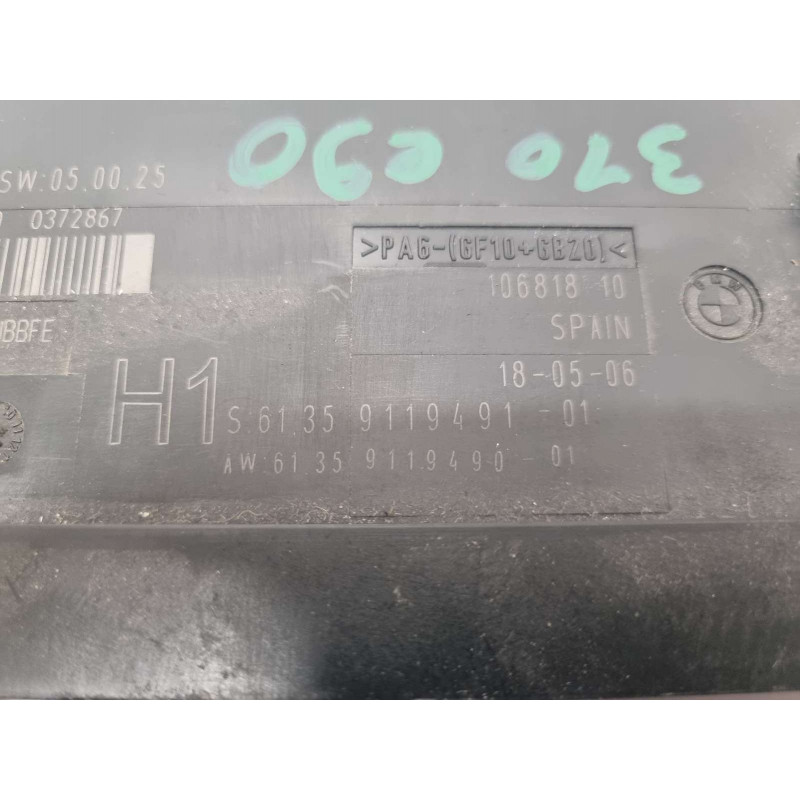 370 e90
SW:05.00.25
0372867
>PA6-(GF10+GB20)<
106818 10
BMW
SPAIN
18-05-06
H1
S.61.35 9119491-01
AW:61.35 9119490-01